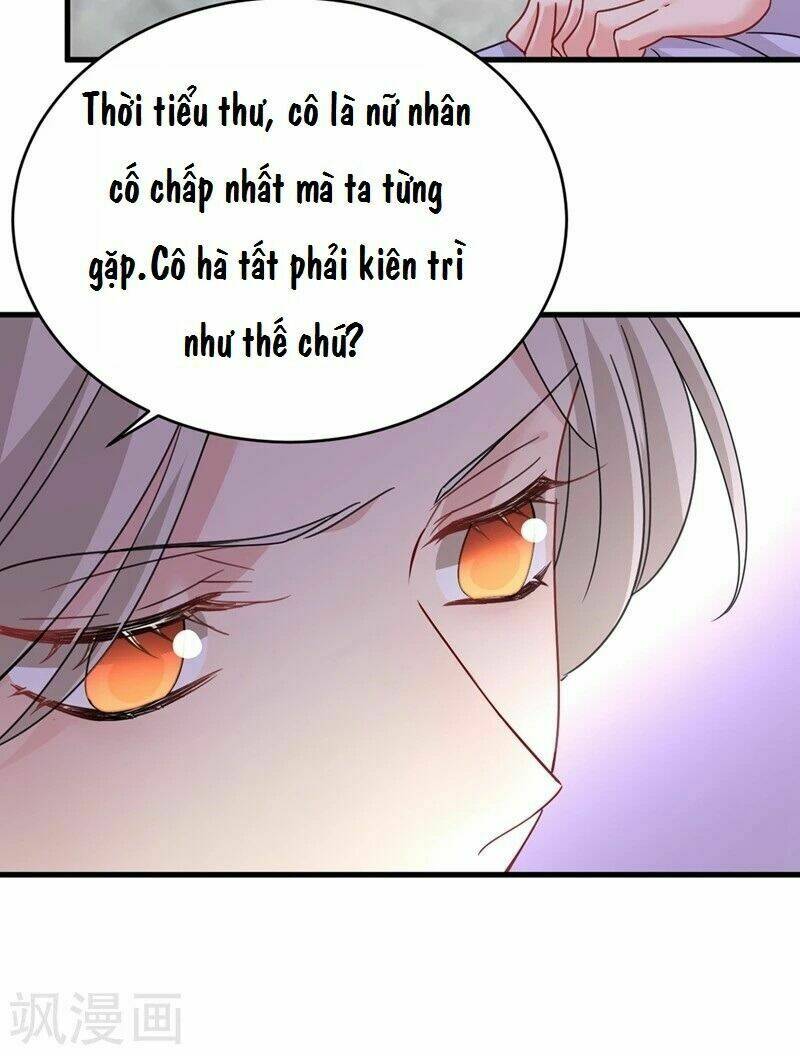 Thời tiểu thư, cô là nữ nhân
cố chấp nhất mà ta từng
gặp.Cô hà tất phải kiên trì
như thế chứ?
飒漫画